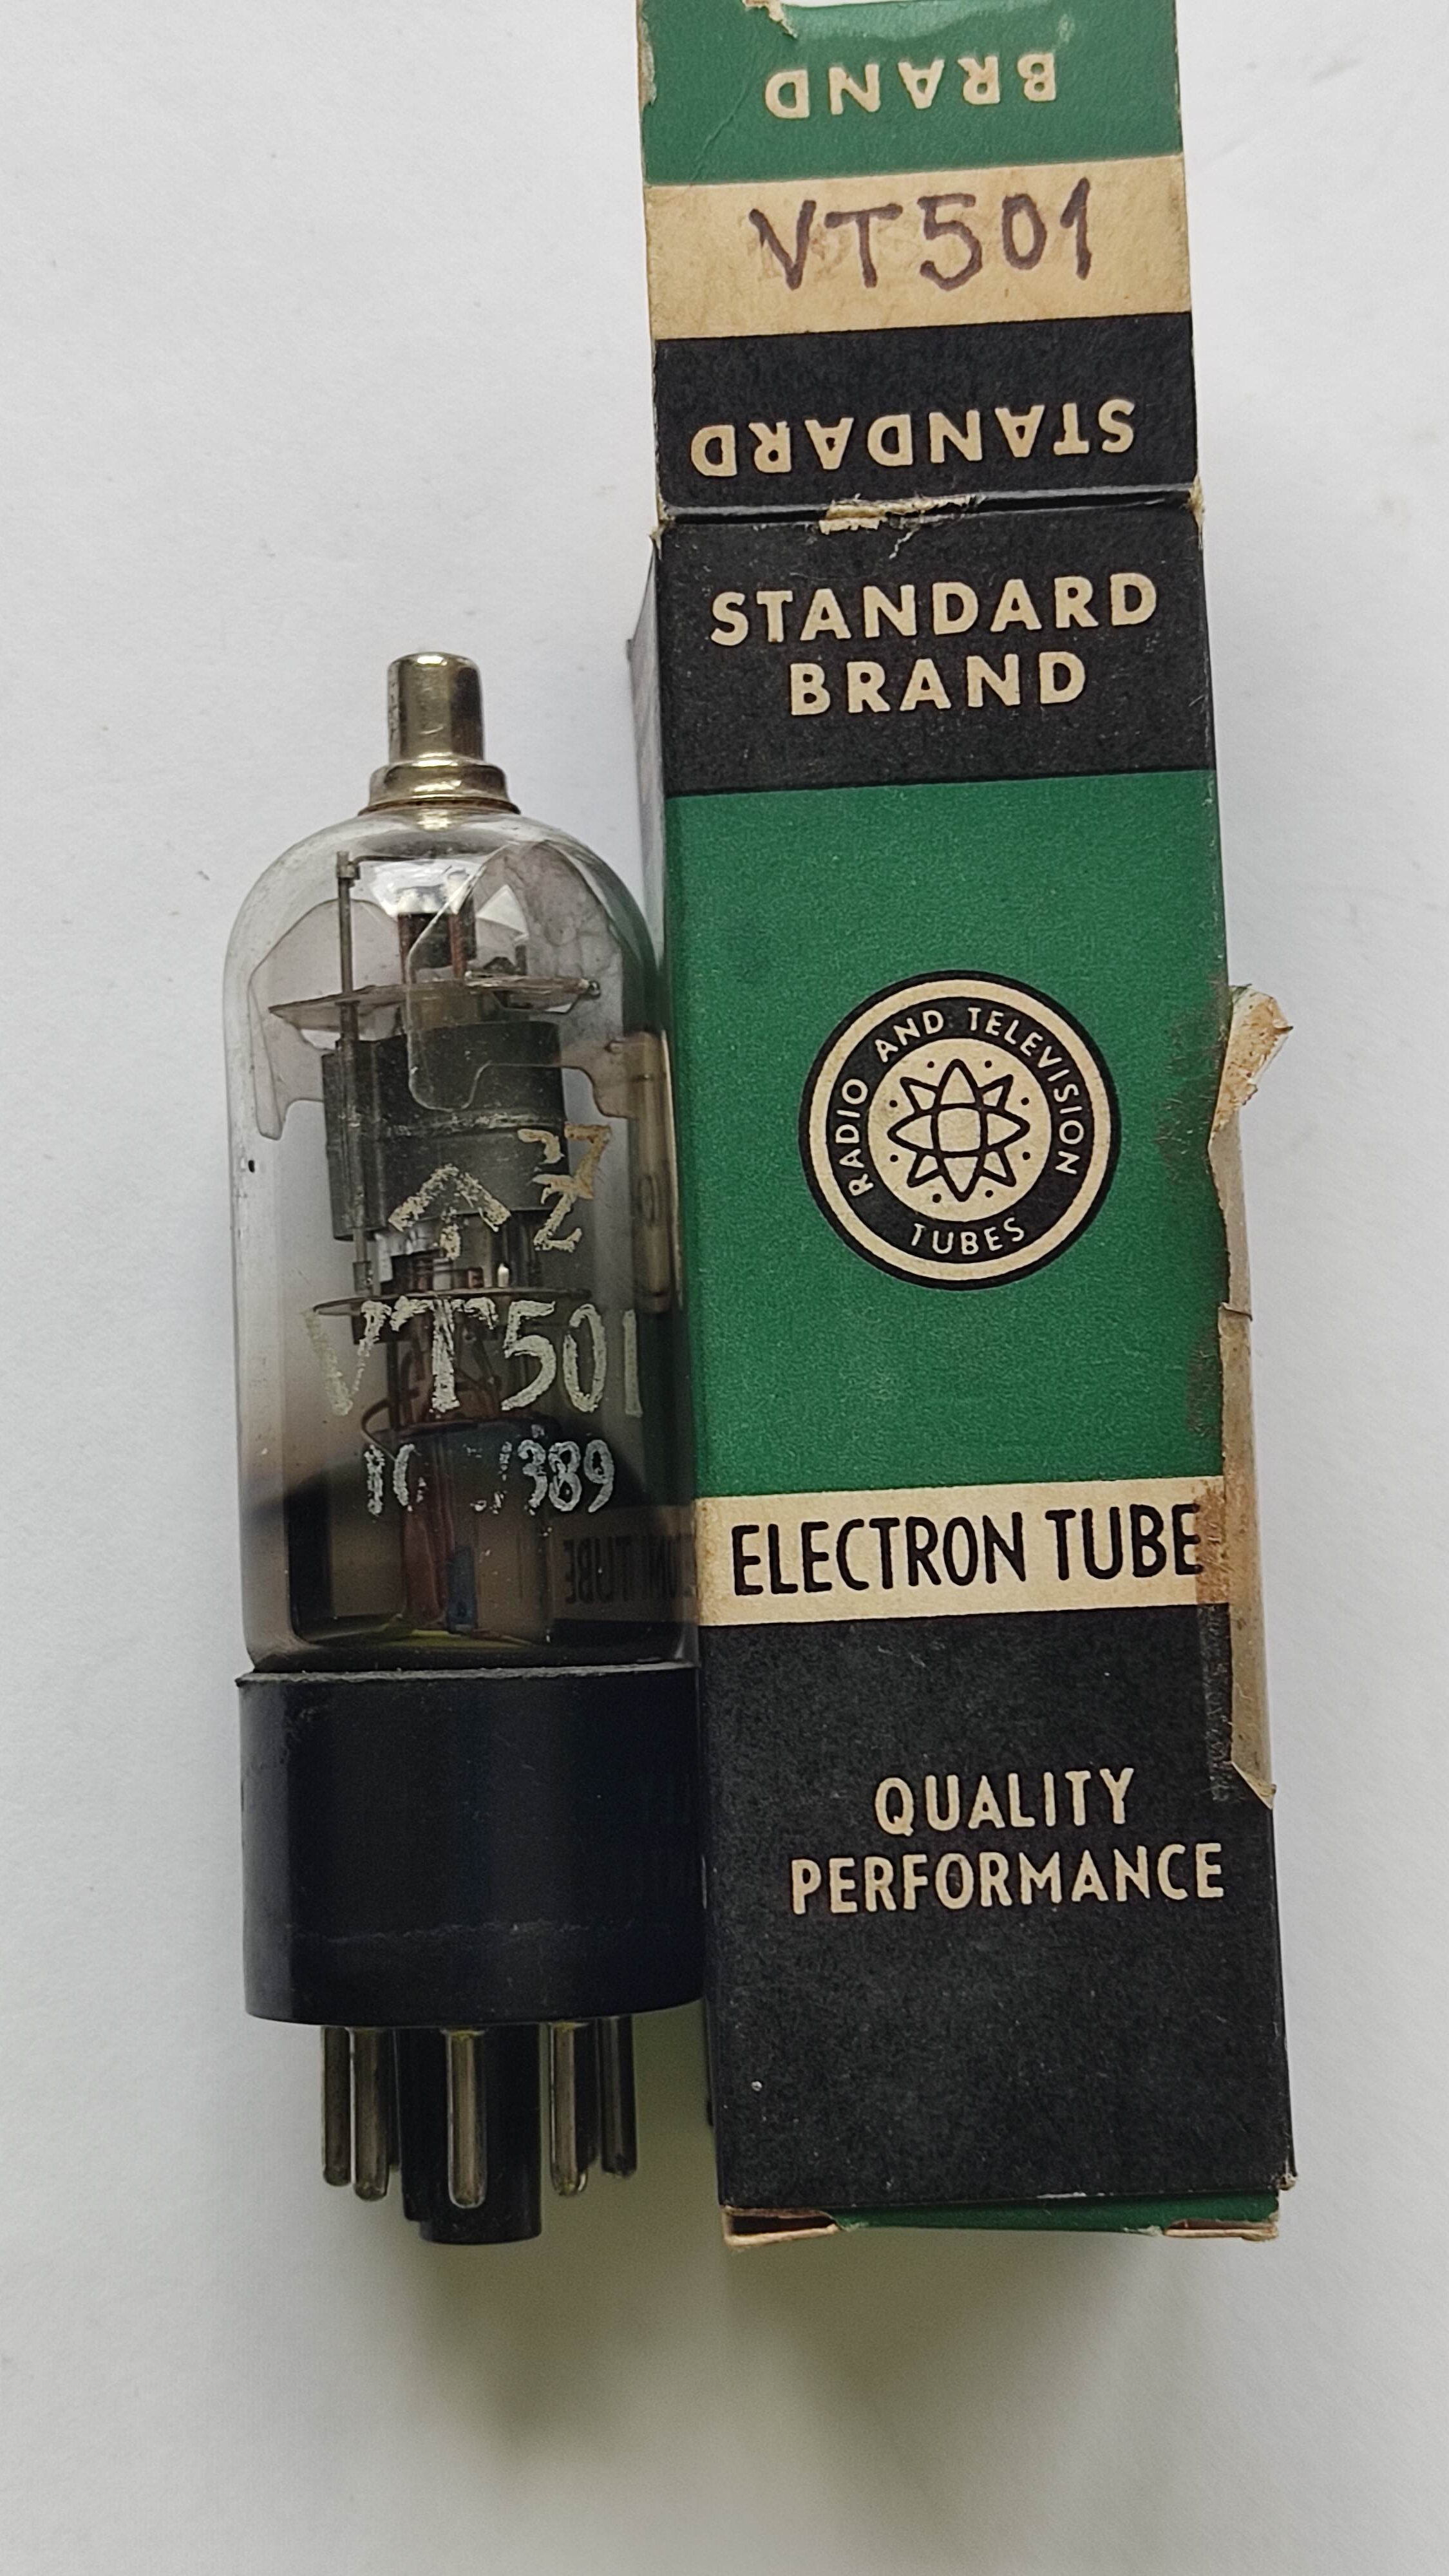 BRAND
VT501
STANDARD
STANDARD
BRAND
RADIO AND TELEVISION
TUBES
ELECTRON TUBE
QUALITY
PERFORMANCE
Z
VT501